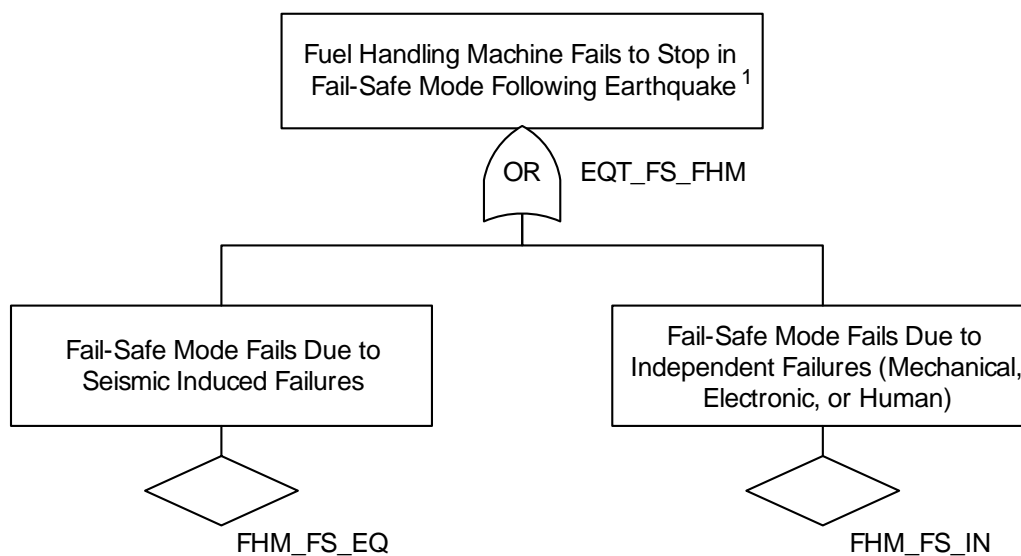 Fuel Handling Machine Fails to Stop in
Fail-Safe Mode Following Earthquake 1
OR
EQT_FS_FHM
Fail-Safe Mode Fails Due to
Seismic Induced Failures
Fail-Safe Mode Fails Due to
Independent Failures (Mechanical,
Electronic, or Human)
FHM_FS_EQ
FHM_FS_IN